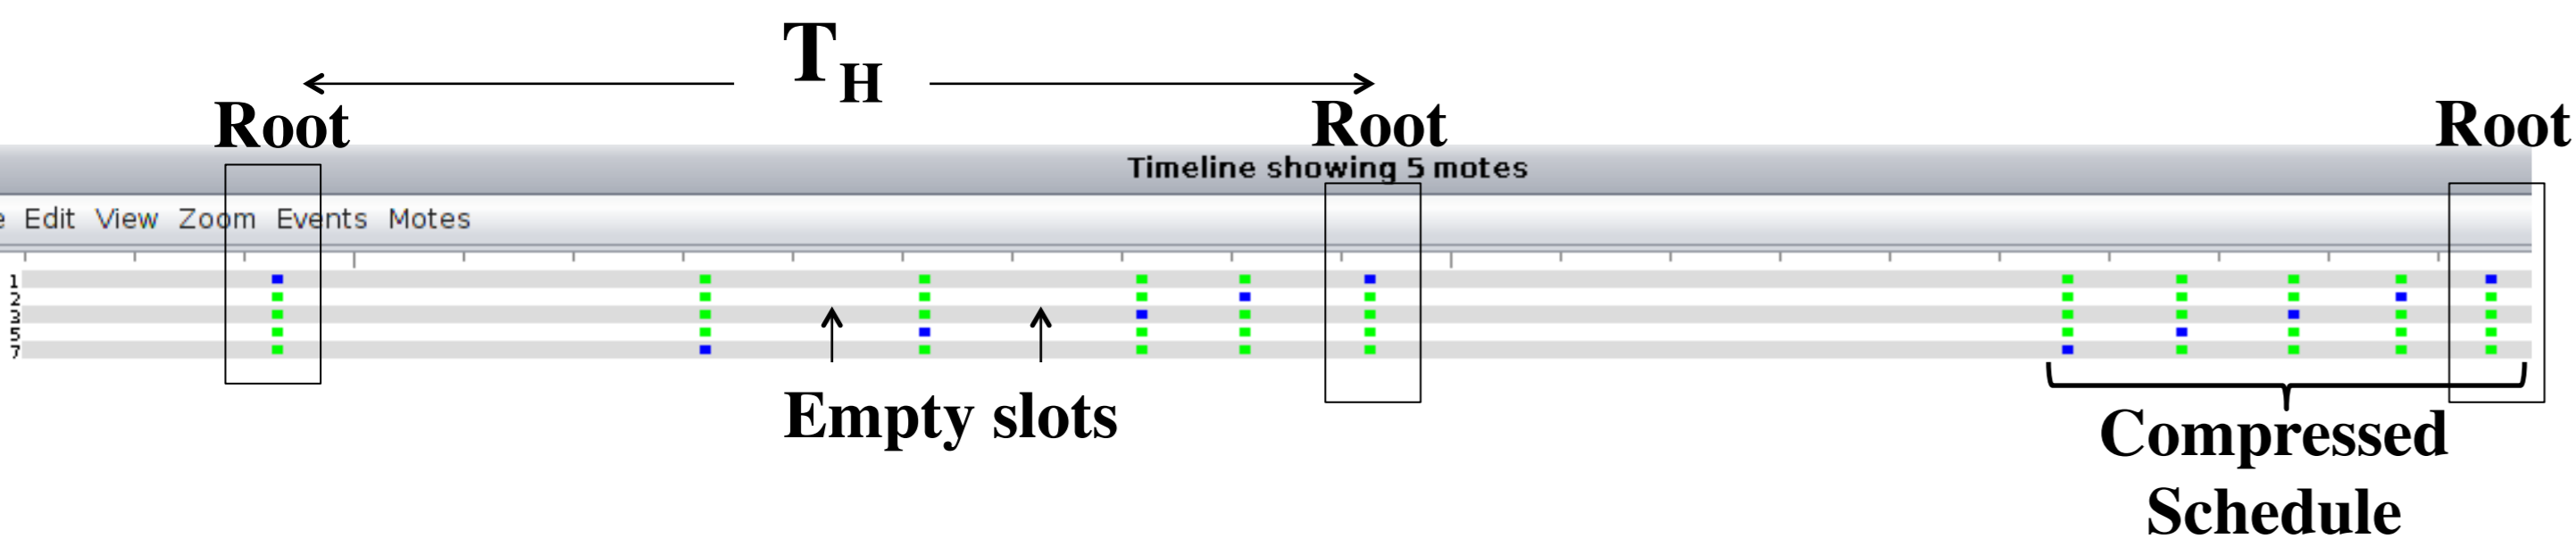 T_H
Root
Root
Root
Timeline showing 5 motes
e Edit View Zoom Events Motes
1
2
3
5
7
Empty slots
Compressed
Schedule